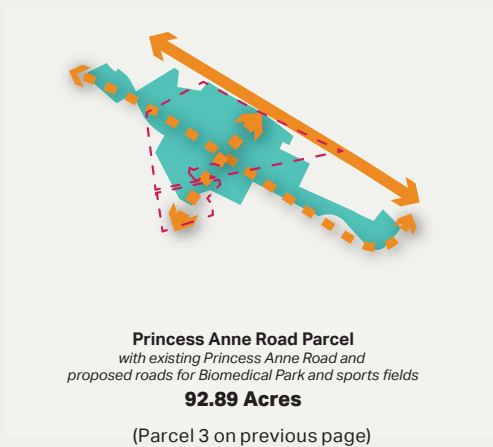 Princess Anne Road Parcel
with existing Princess Anne Road and
proposed roads for Biomedical Park and sports fields
92.89 Acres
(Parcel 3 on previous page)